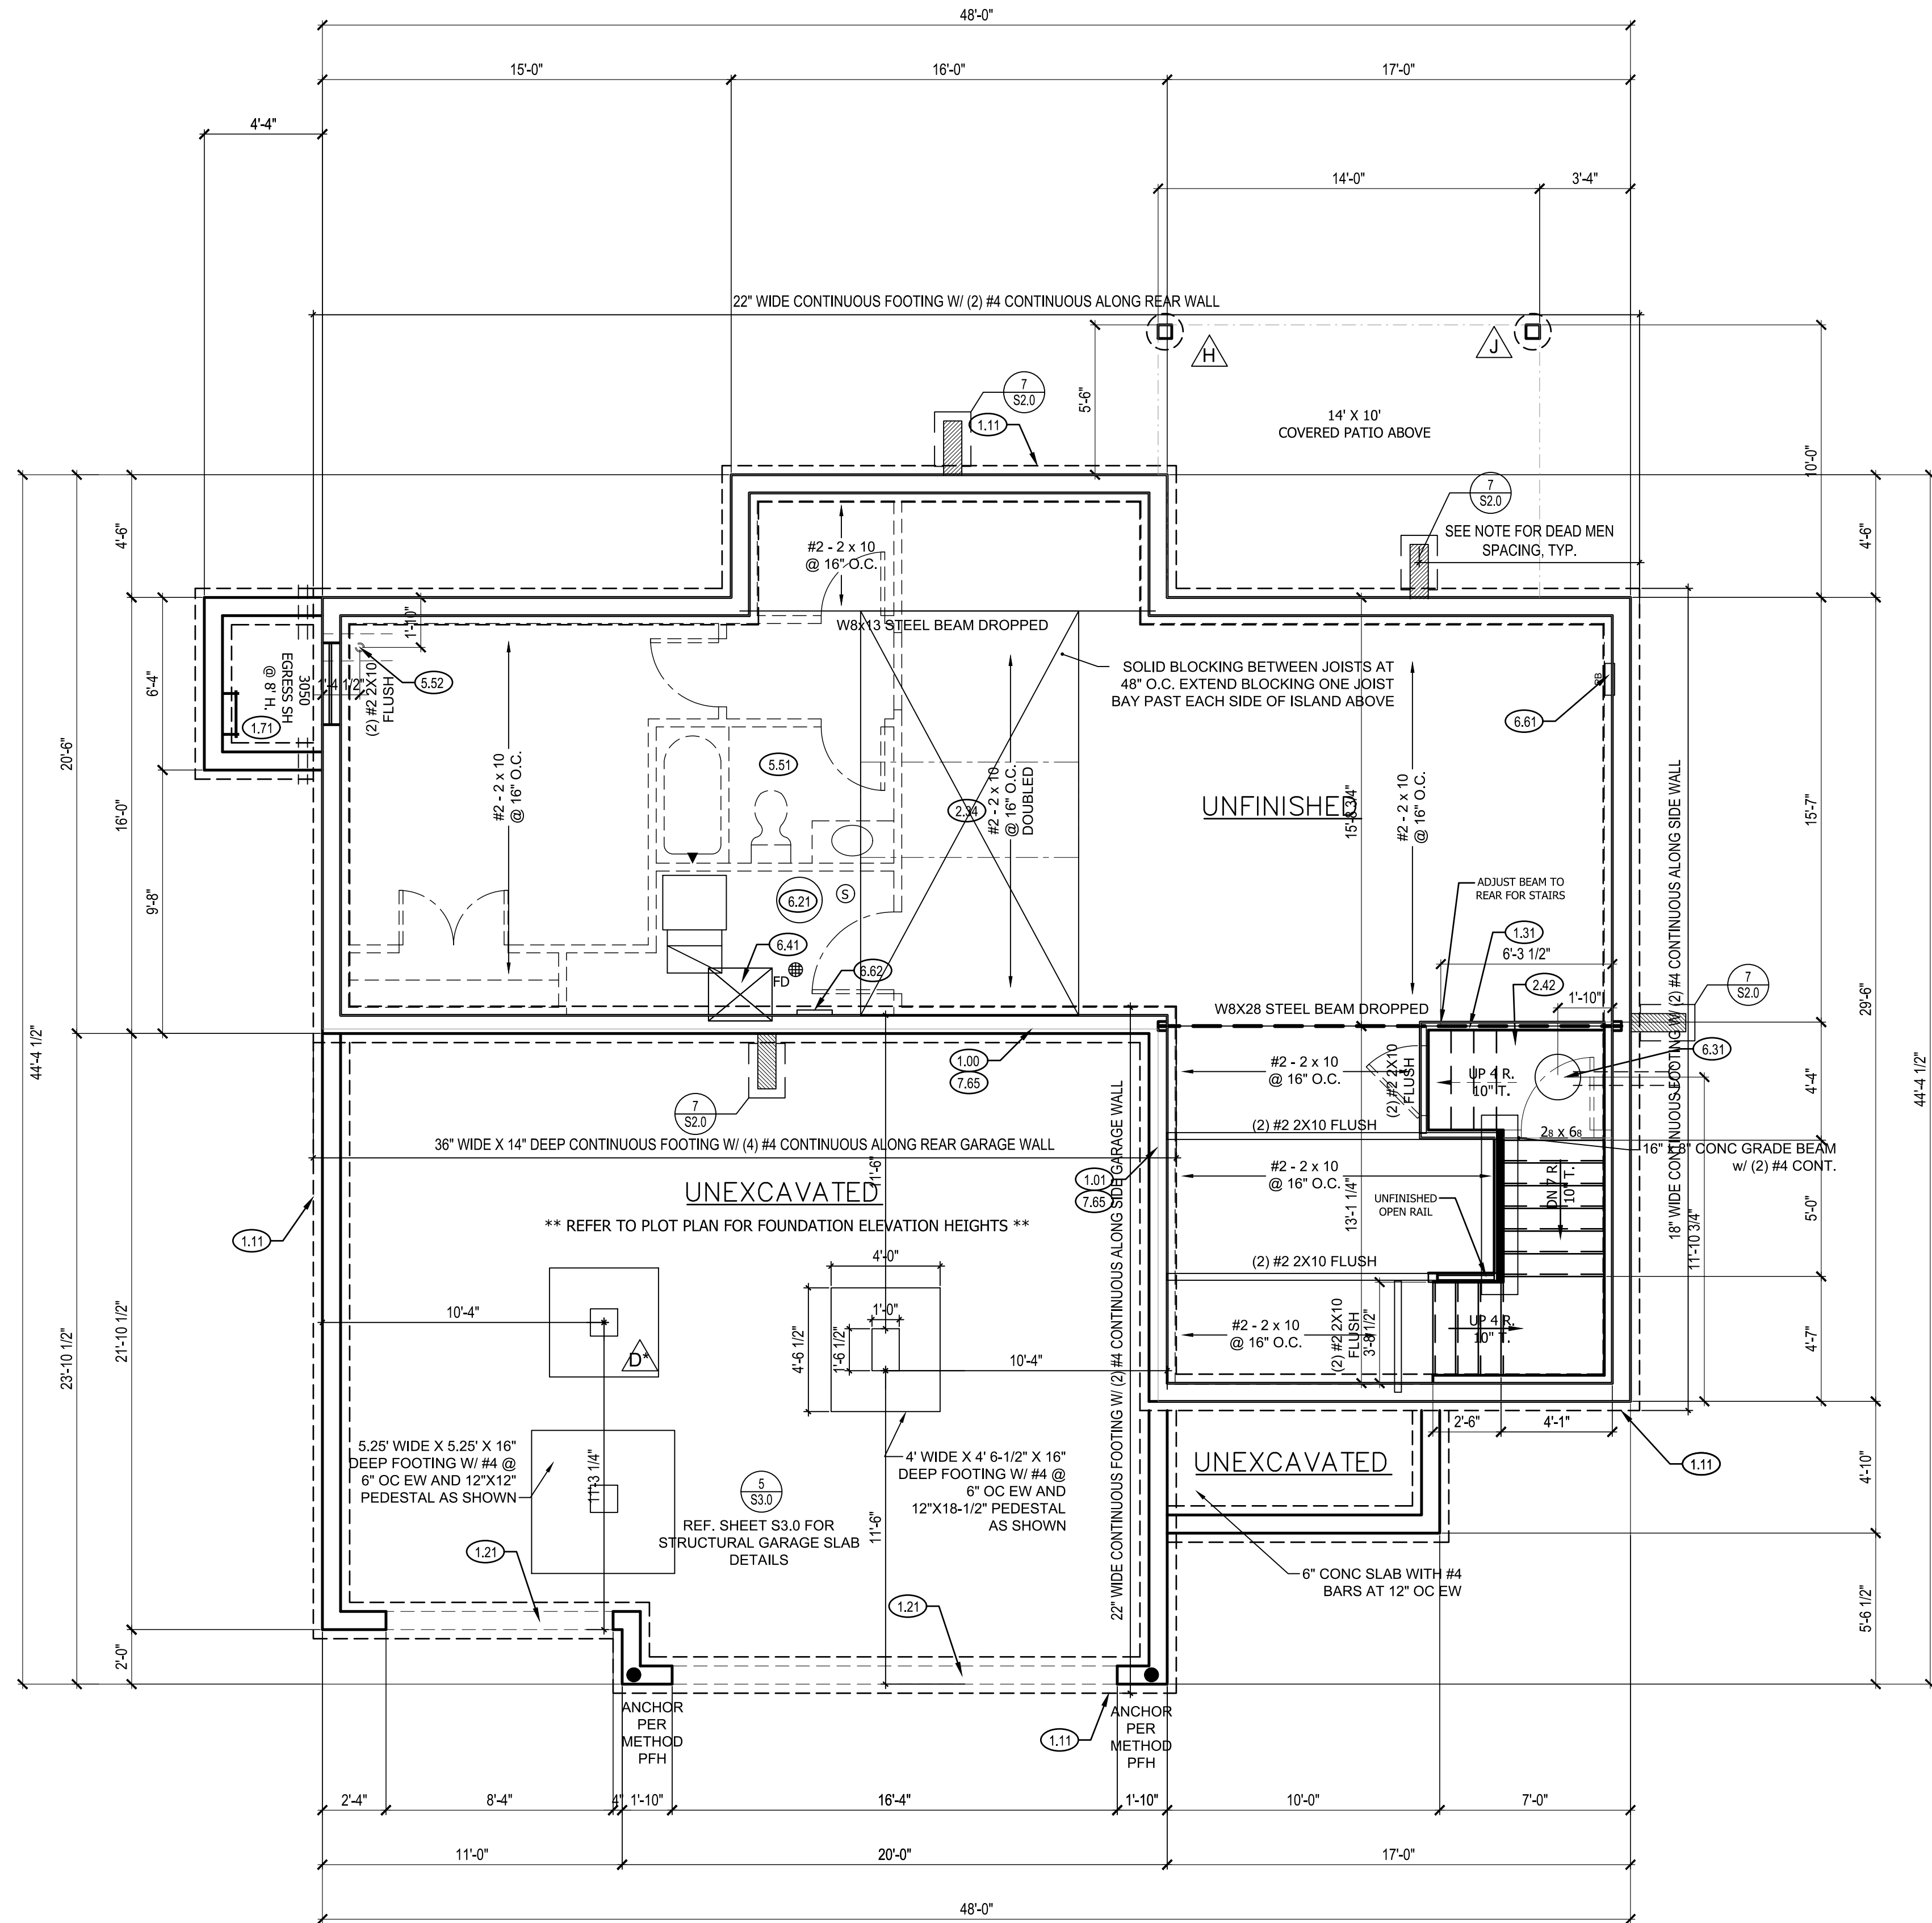 48'-0"
15'-0"
16'-0"
17'-0"
4'-4"
14'-0"
3'-4"
22" WIDE CONTINUOUS FOOTING W/ (2) #4 CONTINUOUS ALONG REAR WALL
H
J
7
S2.0
1.11
5'-6"
14' X 10'
COVERED PATIO ABOVE
10'-0"
7
S2.0
SEE NOTE FOR DEAD MEN
SPACING, TYP.
4'-6"
4'-6"
#2 - 2 x 10
@ 16" O.C.
W8x13 STEEL BEAM DROPPED
1'-10"
5.52
1'-4 1/2"
(2) #2 2X10
FLUSH
3050
EGRESS SH
@ 8' H.
1.71
6'-4"
20'-6"
16'-0"
9'-8"
SOLID BLOCKING BETWEEN JOISTS AT
48" O.C. EXTEND BLOCKING ONE JOIST
BAY PAST EACH SIDE OF ISLAND ABOVE
6.61
#2 - 2 x 10
@ 16" O.C.
5.51
2.34
#2 - 2 x 10
@ 16" O.C.
DOUBLED
UNFINISHED
15'-8 3/4"
#2 - 2 x 10
@ 16" O.C.
18" WIDE CONTINUOUS FOOTING W/ (2) #4 CONTINUOUS ALONG SIDE WALL
15'-7"
29'-6"
44'-4 1/2"
44'-4 1/2"
6.21
S
6.41
FD
6.62
ADJUST BEAM TO
REAR FOR STAIRS
1.31
6'-3 1/2"
2.42
1'-10"
7
S2.0
W8X28 STEEL BEAM DROPPED
6.31
1.00
7.65
7
S2.0
#2 - 2 x 10
@ 16" O.C.
(2) #2 2X10
FLUSH
UP 4 R.
10" T.
4'-4"
(2) #2 2X10 FLUSH
28 x 68
16" X 8" CONC GRADE BEAM
w/ (2) #4 CONT.
36" WIDE X 14" DEEP CONTINUOUS FOOTING W/ (4) #4 CONTINUOUS ALONG REAR GARAGE WALL
11'-6"
UNEXCAVATED
** REFER TO PLOT PLAN FOR FOUNDATION ELEVATION HEIGHTS **
1.01
7.65
22" WIDE CONTINUOUS FOOTING W/ (2) #4 CONTINUOUS ALONG SIDE GARAGE WALL
#2 - 2 x 10
@ 16" O.C.
13'-1 1/4"
UNFINISHED
OPEN RAIL
DN 7 R.
10" T.
11'-10 3/4"
5'-0"
1.11
4'-0"
(2) #2 2X10 FLUSH
10'-4"
D*
1'-0"
4'-6 1/2"
1'-6 1/2"
10'-4"
#2 - 2 x 10
@ 16" O.C.
(2) #2 2X10
FLUSH
3'-8 1/2"
UP 4 R.
10" T.
4'-7"
23'-10 1/2"
21'-10 1/2"
2'-6"
4'-1"
5.25' WIDE X 5.25' X 16"
DEEP FOOTING W/ #4 @
6" OC EW AND 12"X12"
PEDESTAL AS SHOWN
11'-3 1/4"
5
S3.0
REF. SHEET S3.0 FOR
STRUCTURAL GARAGE SLAB
DETAILS
4' WIDE X 4' 6-1/2" X 16"
DEEP FOOTING W/ #4 @
6" OC EW AND
12"X18-1/2" PEDESTAL
AS SHOWN
11'-6"
UNEXCAVATED
1.11
4'-10"
1.21
1.21
6" CONC SLAB WITH #4
BARS AT 12" OC EW
5'-6 1/2"
2'-0"
ANCHOR
PER
METHOD
PFH
1.11
ANCHOR
PER
METHOD
PFH
2'-4"
8'-4"
4"
1'-10"
16'-4"
1'-10"
10'-0"
7'-0"
11'-0"
20'-0"
17'-0"
48'-0"